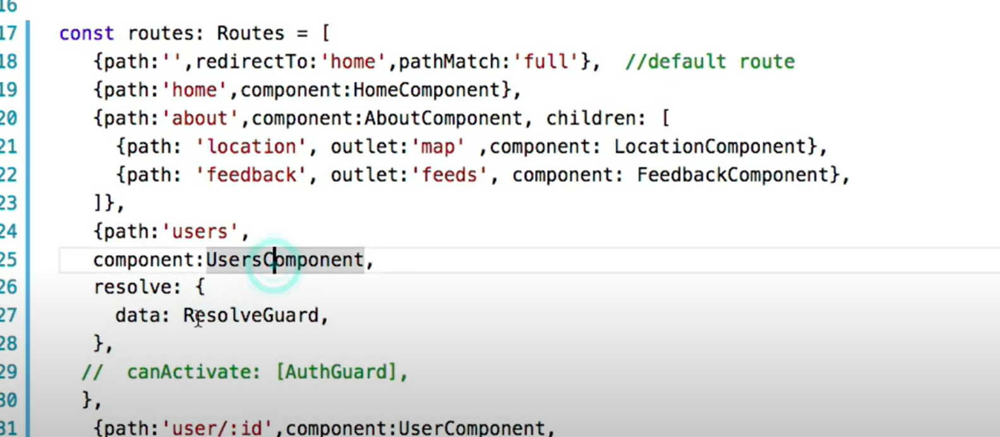 16
17 const routes: Routes = [
18 {path:'',redirectTo:'home',pathMatch:'full'}, //default route
19 {path:'home',component:HomeComponent},
20 {path:'about',component:AboutComponent, children: [
21 {path: 'location', outlet:'map' ,component: LocationComponent},
22 {path: 'feedback', outlet:'feeds', component: FeedbackComponent},
23 ]},
24 {path:'users',
25 component:UsersComponent,
26 resolve: {
27 data: ResolveGuard,
28 },
29 // canActivate: [AuthGuard],
30 },
31 {path:'user/:id',component:UserComponent,